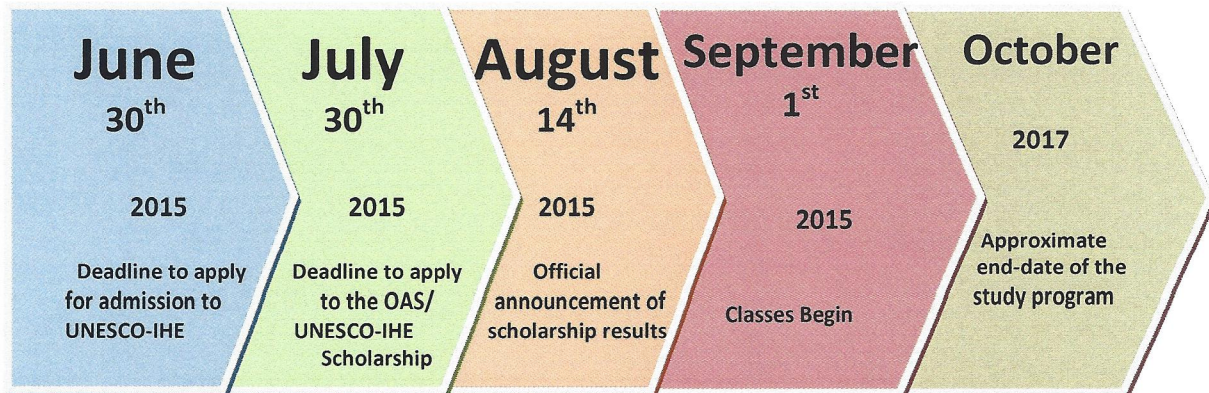 June
30th
2015
Deadline to apply
for admission to
UNESCO-IHE
July
30th
2015
Deadline to apply
to the OAS/
UNESCO-IHE
Scholarship
August
14th
2015
Official
announcement of
scholarship results
September
1st
2015
Classes Begin
October
2017
Approximate
end-date of the
study program